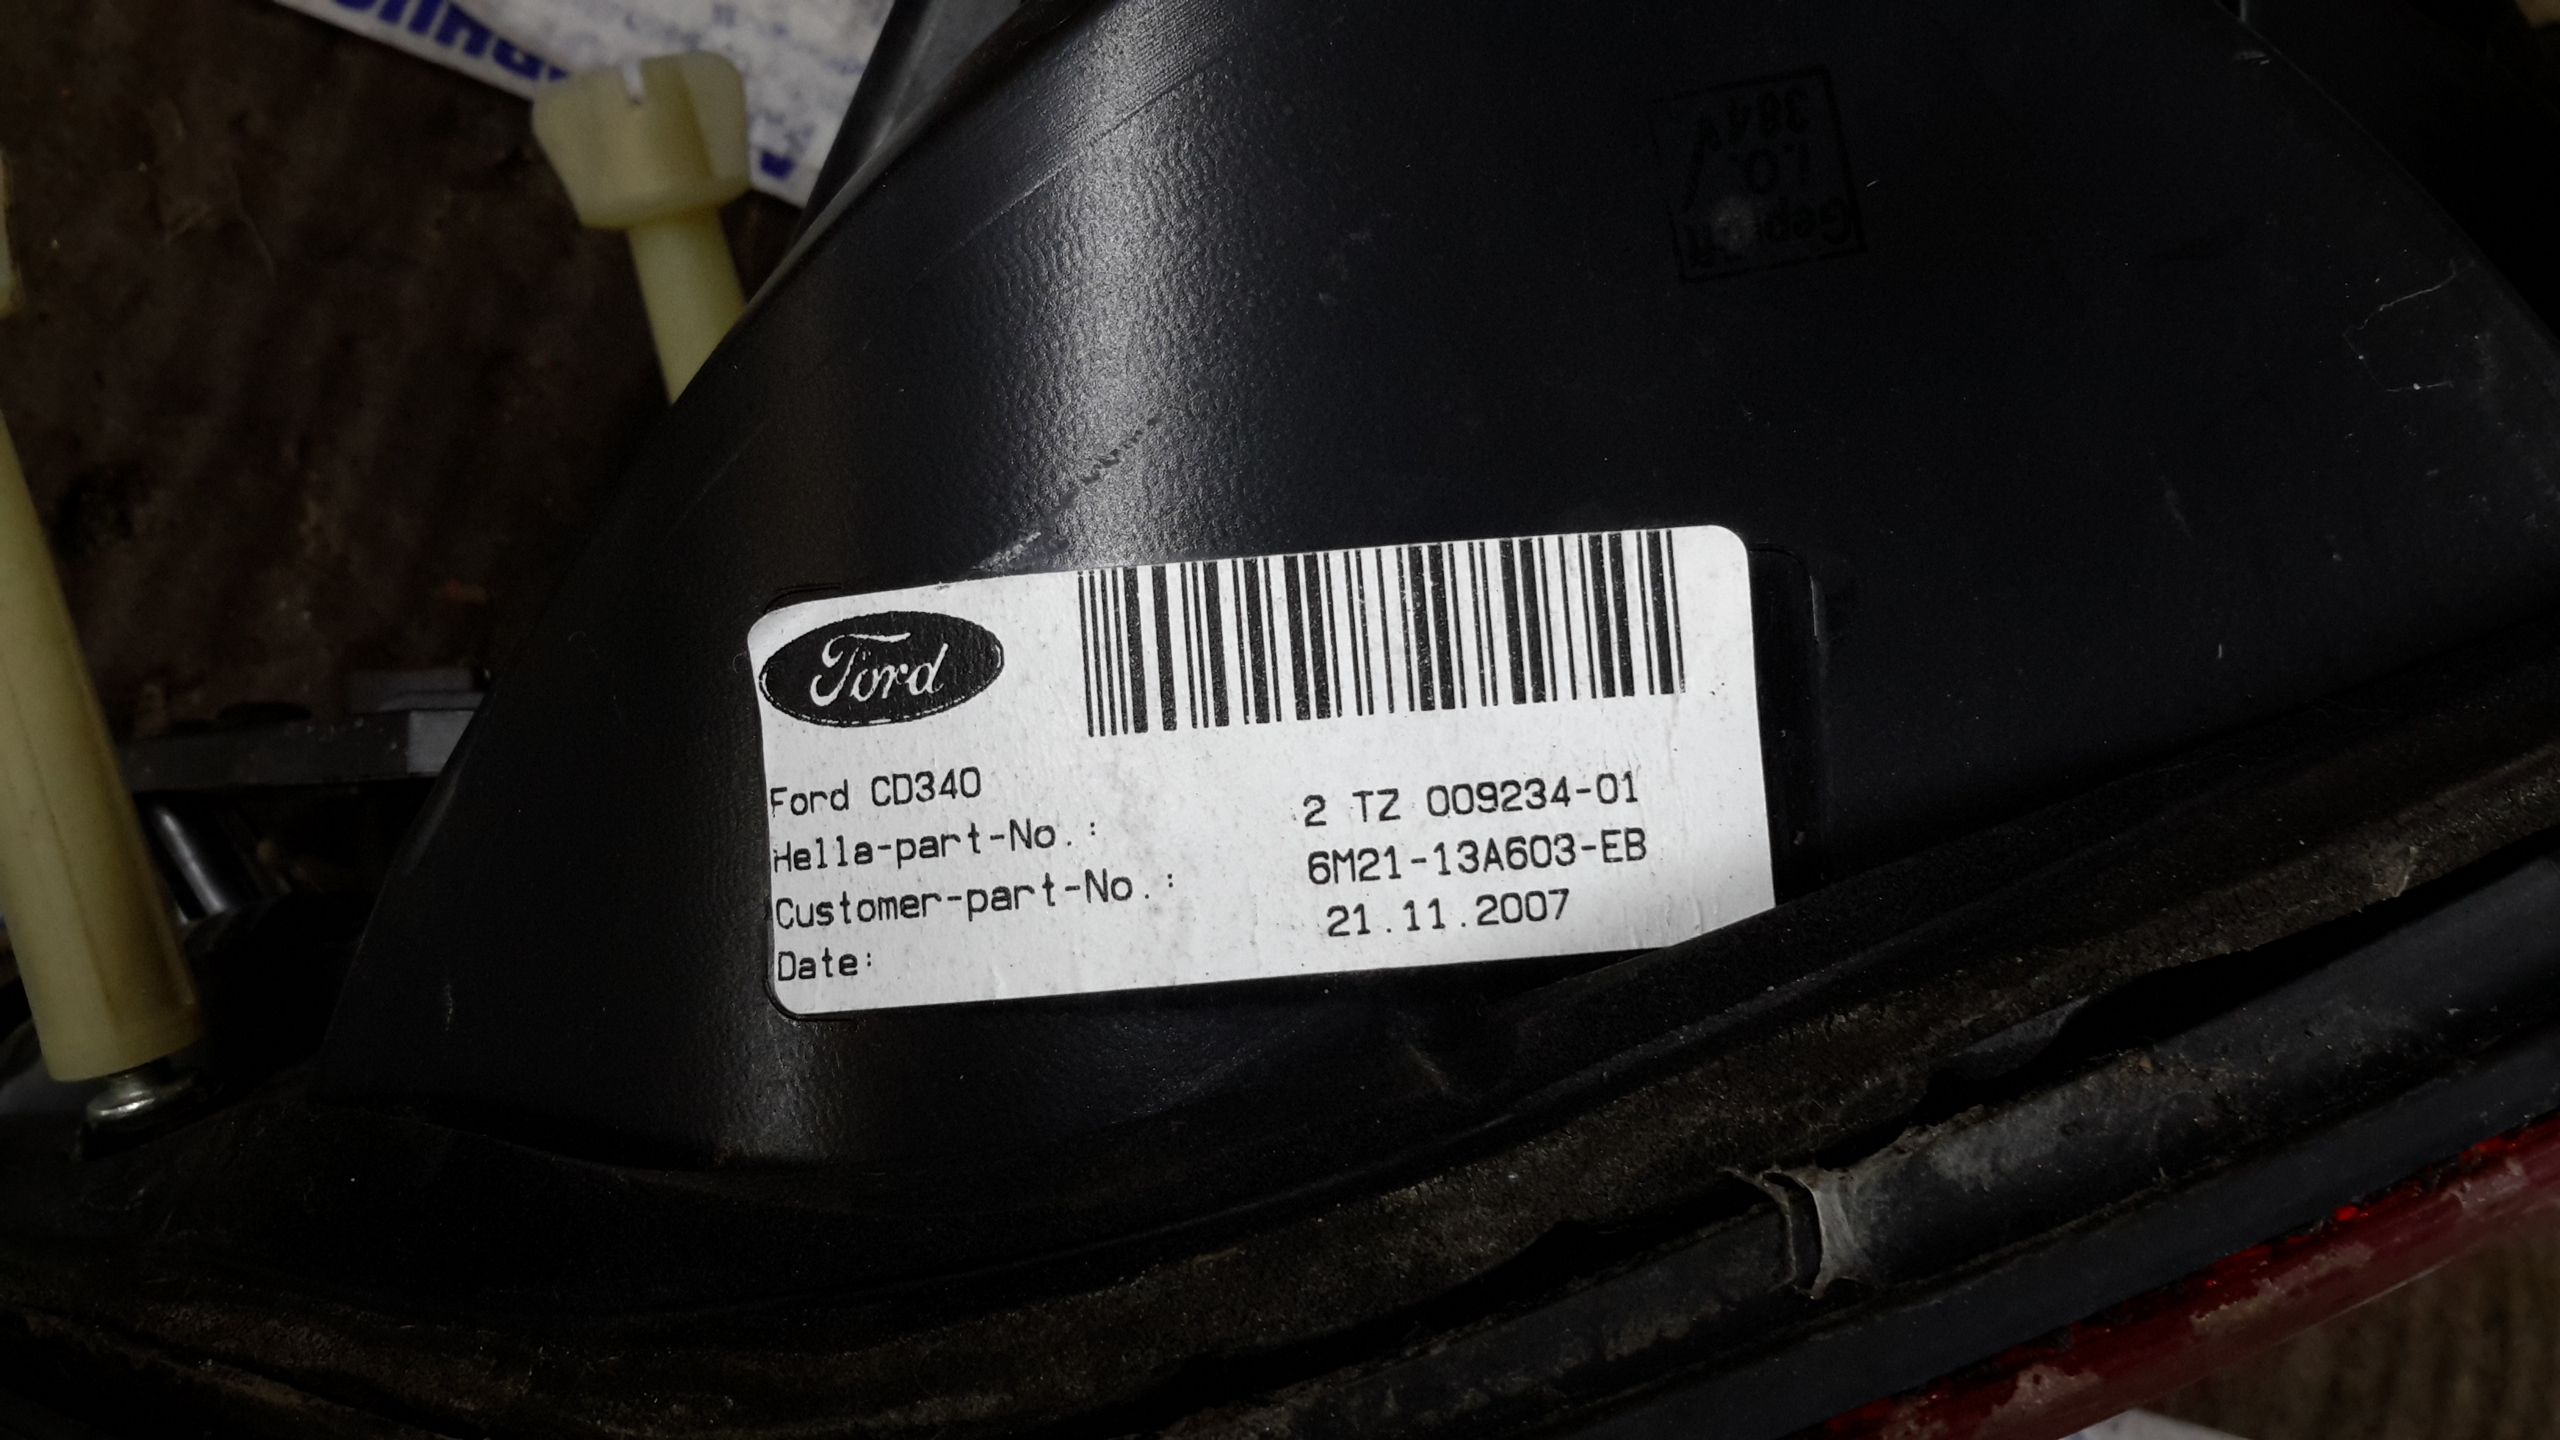 Ford
Ford CD340
Hella-part-No.: 2 TZ 009234-01
Customer-part-No.: 6M21-13A603-EB
Date: 21.11.2007
384
i.O.